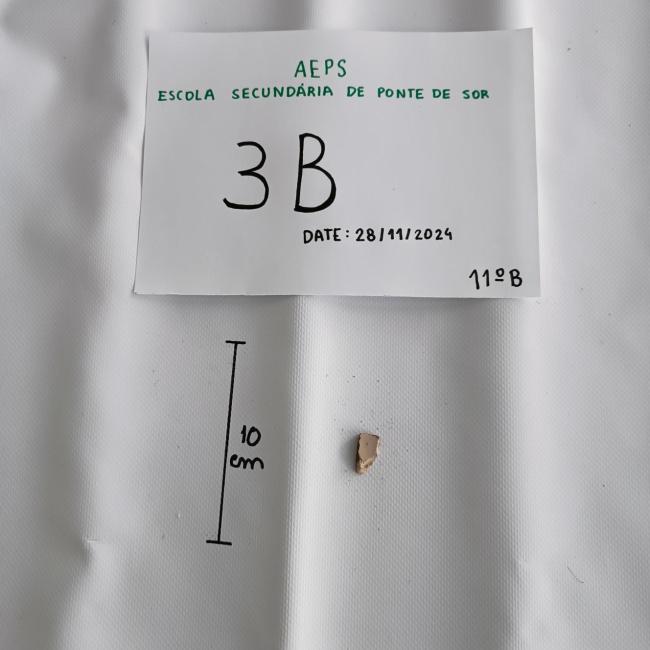 AEPS
ESCOLA SECUNDÁRIA DE PONTE DE SOR
3B
DATE: 28/11/2024
11ºB
10
cm